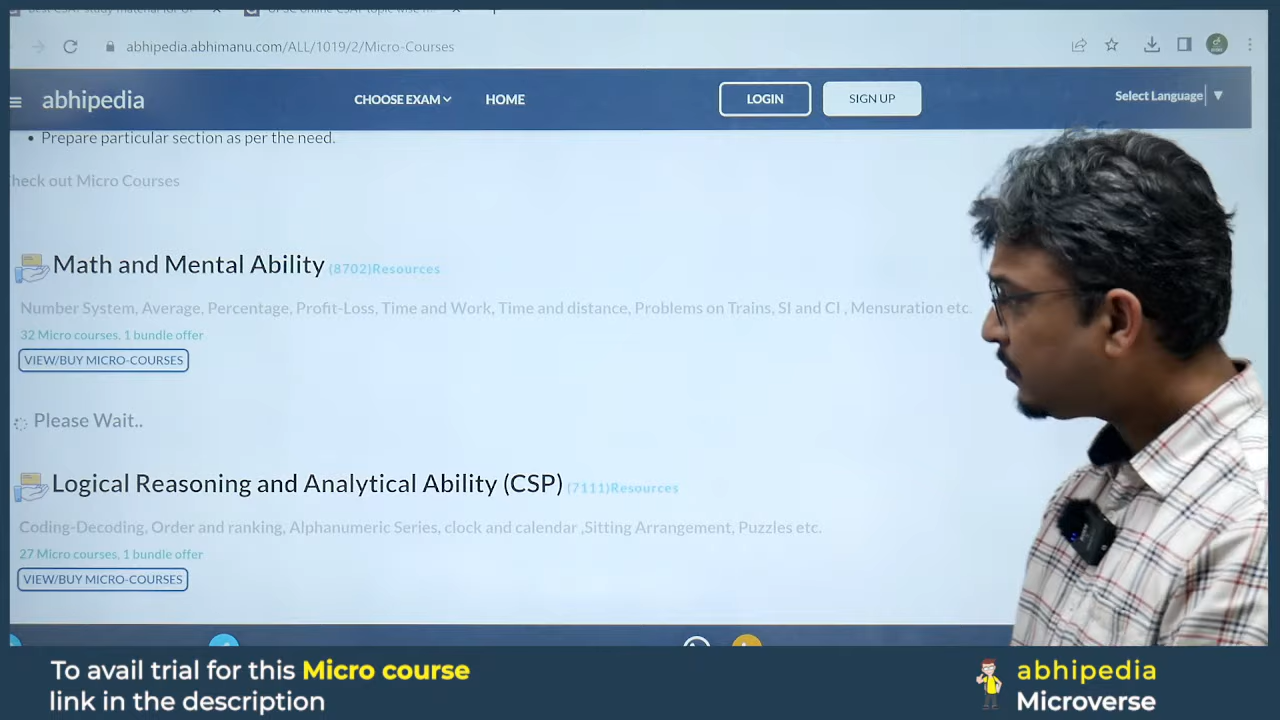 abhipedia.abhimanu.com/ALL/1019/2/Micro-Courses
abhipedia CHOOSE EXAM HOME LOGIN SIGN UP Select Language
• Prepare particular section as per the need.
heck out Micro Courses
Math and Mental Ability (8702)Resources
Number System, Average, Percentage, Profit-Loss, Time and Work, Time and distance, Problems on Trains, SI and CI , Mensuration etc.
32 Micro courses, 1 bundle offer
VIEW/BUY MICRO-COURSES
Please Wait..
Logical Reasoning and Analytical Ability (CSP) (7111)Resources
Coding-Decoding, Order and ranking, Alphanumeric Series, clock and calendar ,Sitting Arrangement, Puzzles etc.
27 Micro courses, 1 bundle offer
VIEW/BUY MICRO-COURSES
To avail trial for this Micro course
link in the description
abhipedia
Microverse